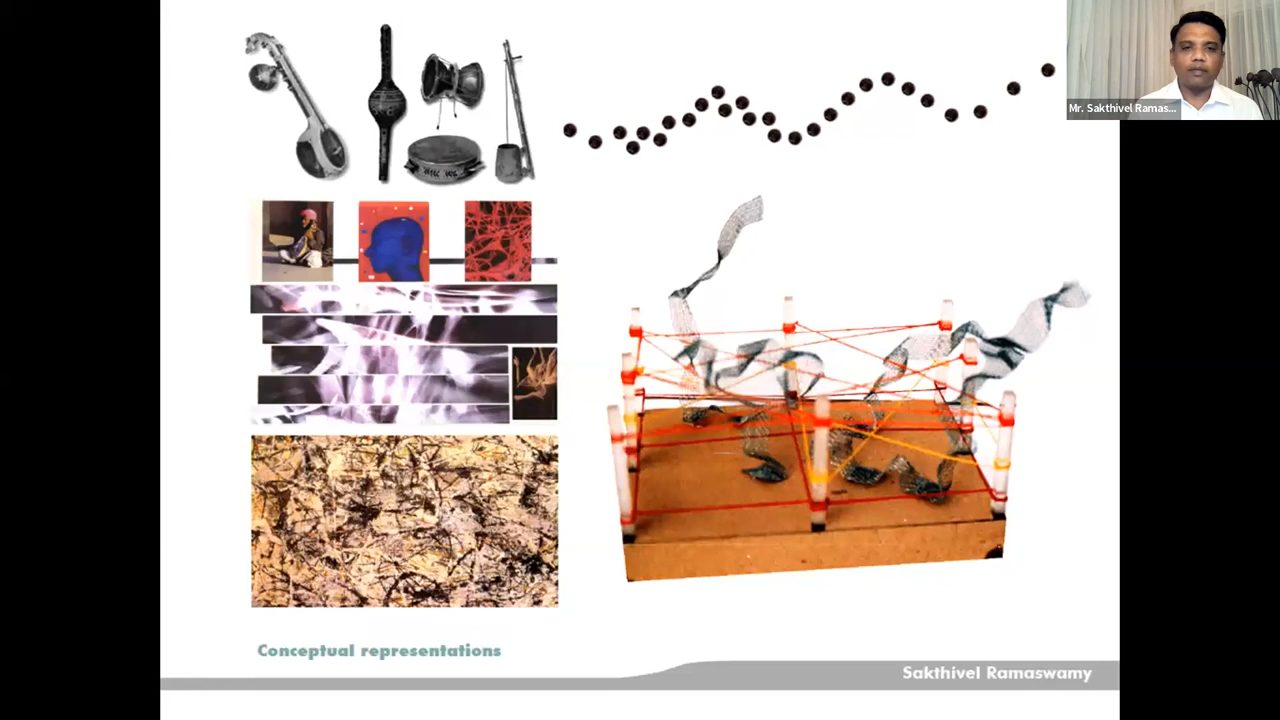 Mr. Sakthivel Ramas...
Conceptual representations
Sakthivel Ramaswamy